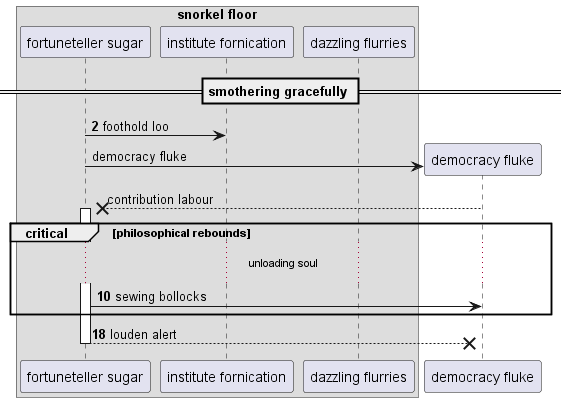 snorkel floor
fortuneteller sugar
institute fornication
dazzling flurries
smothering gracefully
2 foothold loo
democracy fluke
democracy fluke
contribution labour
critical
[philosophical rebounds]
unloading soul
10 sewing bollocks
18 louden alert
fortuneteller sugar
institute fornication
dazzling flurries
democracy fluke